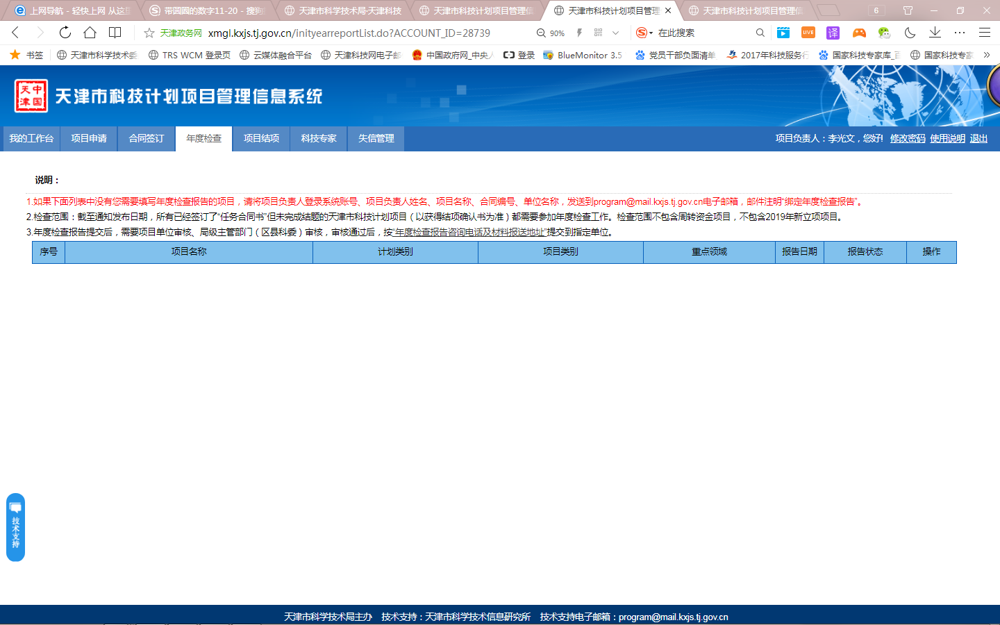 上网导航 - 轻快上网 从这里
带圆圈的数字11-20 - 搜狗
天津市科学技术局-天津科技
天津市科技计划项目管理信
天津市科技计划项目管理
天津市科技计划项目管理信
6
天津政务网 xmgl.kxjs.tj.gov.cn/inityearreportList.do?ACCOUNT_ID=28739 90% 在此搜索 LIVE 译
书签 天津市科学技术委 TRS WCM 登录页 云媒体融合平台 天津科技网电子邮 中国政府网_中央人 登录 BlueMonitor 3.5 党员干部负面清单 2017年科技服务行 国家科技专家库_百 国家科技专家
中国天津
天津市科技计划项目管理信息系统
我的工作台 项目申请 合同签订 年度检查 项目结项 科技专家 失信管理 项目负责人：李光文，您好! 修改密码 使用说明 退出
说明：
1.如果下面列表中没有您需要填写年度检查报告的项目，请将项目负责人登录系统账号、项目负责人姓名、项目名称、合同编号、单位名称，发送到program@mail.kxjs.tj.gov.cn电子邮箱，邮件注明“绑定年度检查报告”。
2.检查范围：截至通知发布日期，所有已经签订了“任务合同书”但未完成结题的天津市科技计划项目（以获得结项确认书为准）都需要参加年度检查工作。检查范围不包含周转资金项目，不包含2019年新立项项目。
3.年度检查报告提交后，需要项目单位审核、局级主管部门（区县科委）审核，审核通过后，按“年度检查报告咨询电话及材料报送地址”提交到指定单位。
序号 项目名称 计划类别 项目类别 重点领域 报告日期 报告状态 操作
技术支持
天津市科学技术局主办 技术支持：天津市科学技术信息研究所 技术支持电子邮箱：program@mail.kxjs.tj.gov.cn